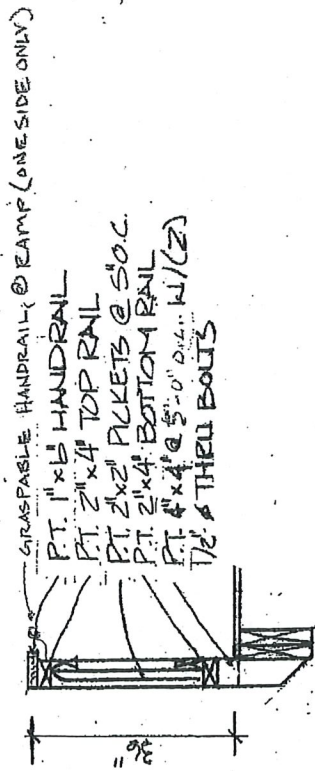 GRASPABLE HANDRAIL, @ RAMP (ONE SIDE ONLY)
P.T. 1"x6" HANDRAIL
P.T. 2"x4" TOP RAIL
P.T. 2"x2" PICKETS @ 5" O.C.
P.T. 2"x4" BOTTOM RAIL
P.T. 4"x4" @ 5'-0" O.C. W/(2)
1/2" ø THRU BOLTS
36"